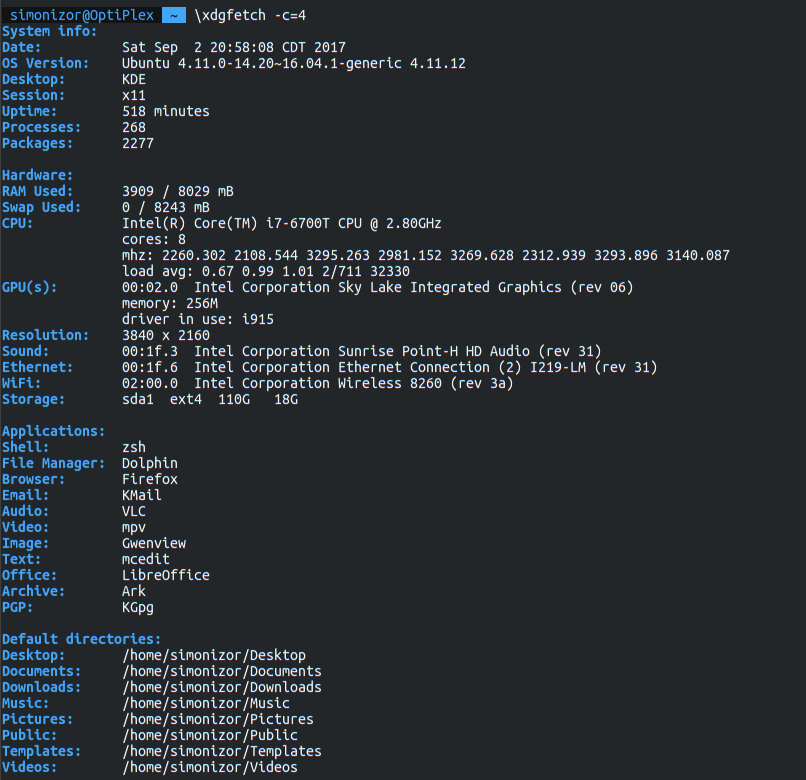 simonizor@OptiPlex ~ \xdgfetch -c=4
System info:
Date: Sat Sep  2 20:58:08 CDT 2017
OS Version: Ubuntu 4.11.0-14.20~16.04.1-generic 4.11.12
Desktop: KDE
Session: x11
Uptime: 518 minutes
Processes: 268
Packages: 2277

Hardware:
RAM Used: 3909 / 8029 mB
Swap Used: 0 / 8243 mB
CPU: Intel(R) Core(TM) i7-6700T CPU @ 2.80GHz
cores: 8
mhz: 2260.302 2108.544 3295.263 2981.152 3269.628 2312.939 3293.896 3140.087
load avg: 0.67 0.99 1.01 2/711 32330
GPU(s): 00:02.0  Intel Corporation Sky Lake Integrated Graphics (rev 06)
memory: 256M
driver in use: i915
Resolution: 3840 x 2160
Sound: 00:1f.3  Intel Corporation Sunrise Point-H HD Audio (rev 31)
Ethernet: 00:1f.6  Intel Corporation Ethernet Connection (2) I219-LM (rev 31)
WiFi: 02:00.0  Intel Corporation Wireless 8260 (rev 3a)
Storage: sda1  ext4  110G   18G

Applications:
Shell: zsh
File Manager: Dolphin
Browser: Firefox
Email: KMail
Audio: VLC
Video: mpv
Image: Gwenview
Text: mcedit
Office: LibreOffice
Archive: Ark
PGP: KGpg

Default directories:
Desktop: /home/simonizor/Desktop
Documents: /home/simonizor/Documents
Downloads: /home/simonizor/Downloads
Music: /home/simonizor/Music
Pictures: /home/simonizor/Pictures
Public: /home/simonizor/Public
Templates: /home/simonizor/Templates
Videos: /home/simonizor/Videos